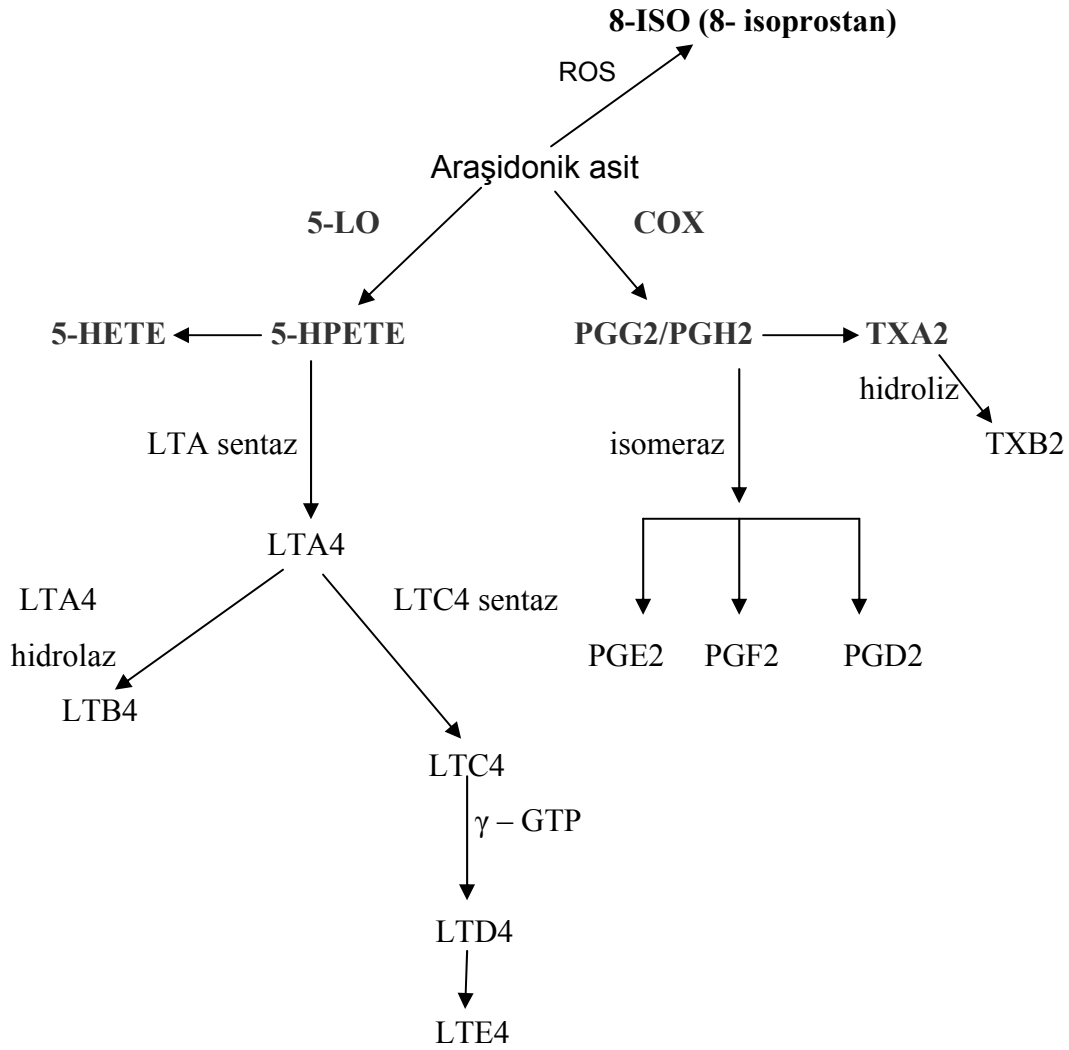 8-ISO (8- isoprostan)
ROS
Araşidonik asit
5-LO COX
5-HETE 5-HPETE PGG2/PGH2 TXA2
hidroliz
LTA sentaz isomeraz TXB2
LTA4
LTA4 LTC4 sentaz
hidrolaz PGE2 PGF2 PGD2
LTB4
LTC4
γ – GTP
LTD4
LTE4